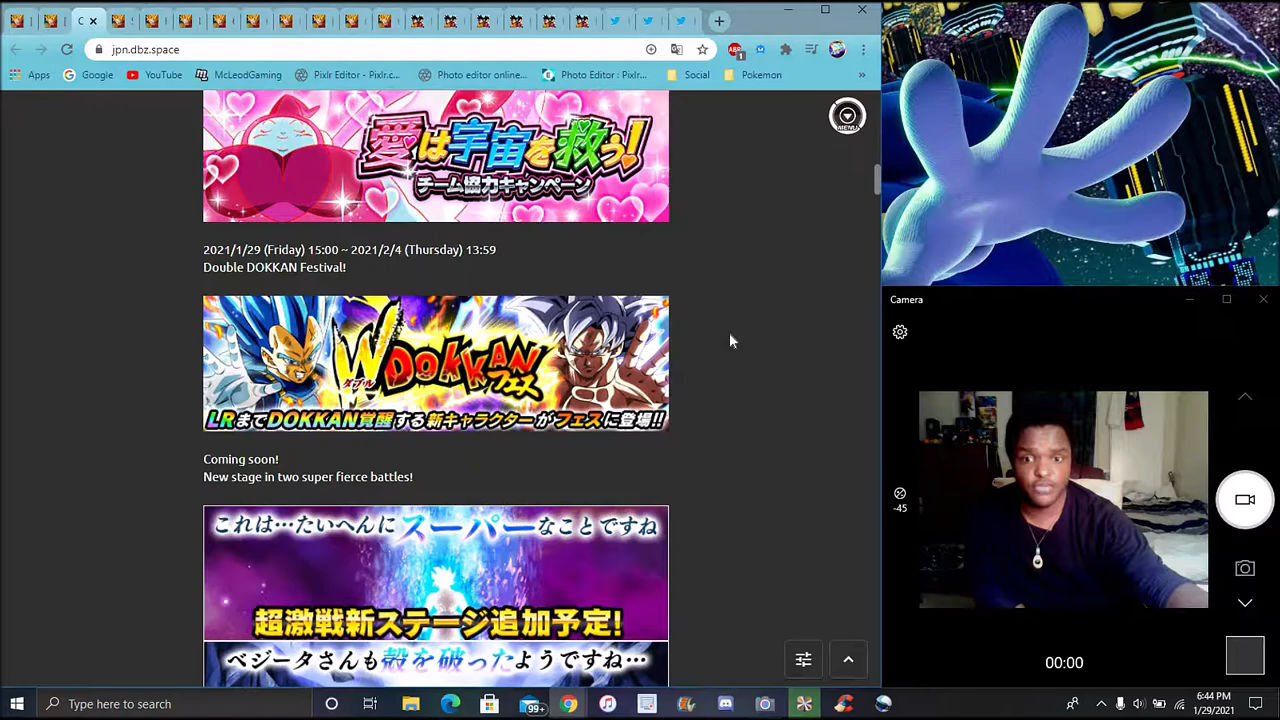 jpn.dbz.space
Apps
Google
YouTube
McLeodGaming
Pixlr Editor - Pixlr.c...
Photo editor online...
Photo Editor : Pixlr...
Social
Pokemon
»
MENU
愛は宇宙を救う!
チーム協力キャンペーン
2021/1/29 (Friday) 15:00 ~ 2021/2/4 (Thursday) 13:59
Double DOKKAN Festival!
W DOKKAN フェス
ダブル
LRまでDOKKAN覚醒する新キャラクターがフェスに登場!!
Coming soon!
New stage in two super fierce battles!
これは…たいへんにスーパーなことですね
超激戦新ステージ追加予定!
ベジータさんも殻を破ったようですね…
Camera
-45
00:00
Type here to search
99+
6:44 PM
1/29/2021